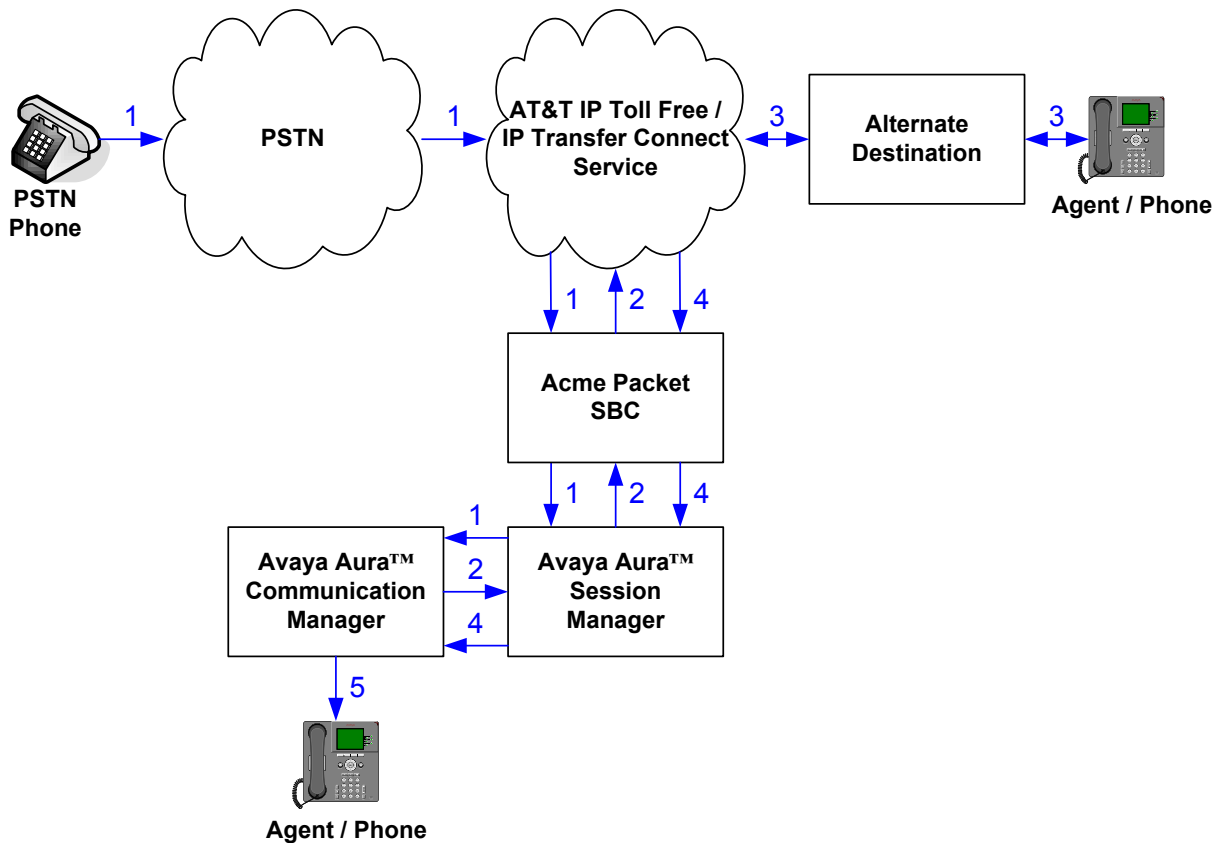 1
PSTN
Phone
PSTN
1
AT&T IP Toll Free /
IP Transfer Connect
Service
3
Alternate
Destination
3
Agent / Phone
1
2
4
Acme Packet
SBC
1
2
4
Avaya Aura™
Communication
Manager
1
2
4
Avaya Aura™
Session
Manager
5
Agent / Phone